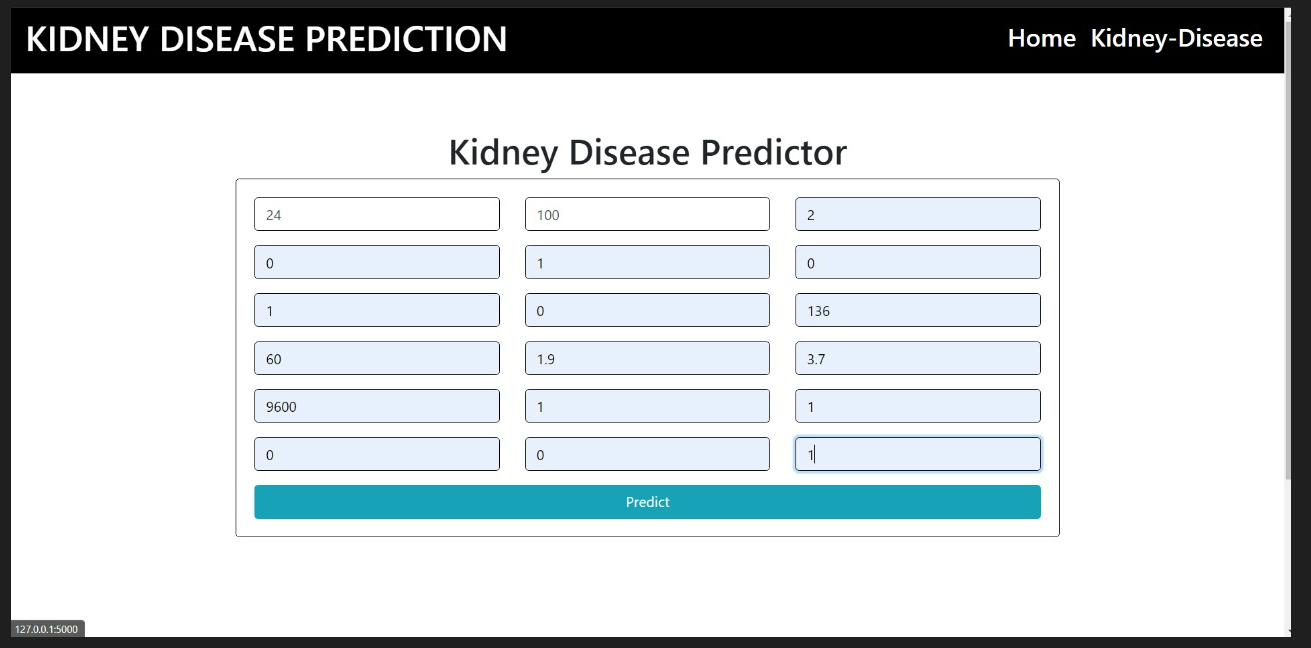 KIDNEY DISEASE PREDICTION Home Kidney-Disease
Kidney Disease Predictor
24 100 2
0 1 0
1 0 136
60 1.9 3.7
9600 1 1
0 0 1
Predict
127.0.0.1:5000